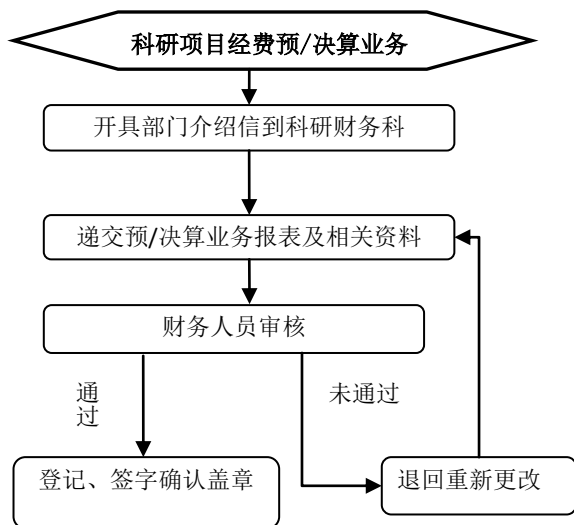 科研项目经费预/决算业务
开具部门介绍信到科研财务科
递交预/决算业务报表及相关资料
财务人员审核
通
过
未通过
登记、签字确认盖章
退回重新更改